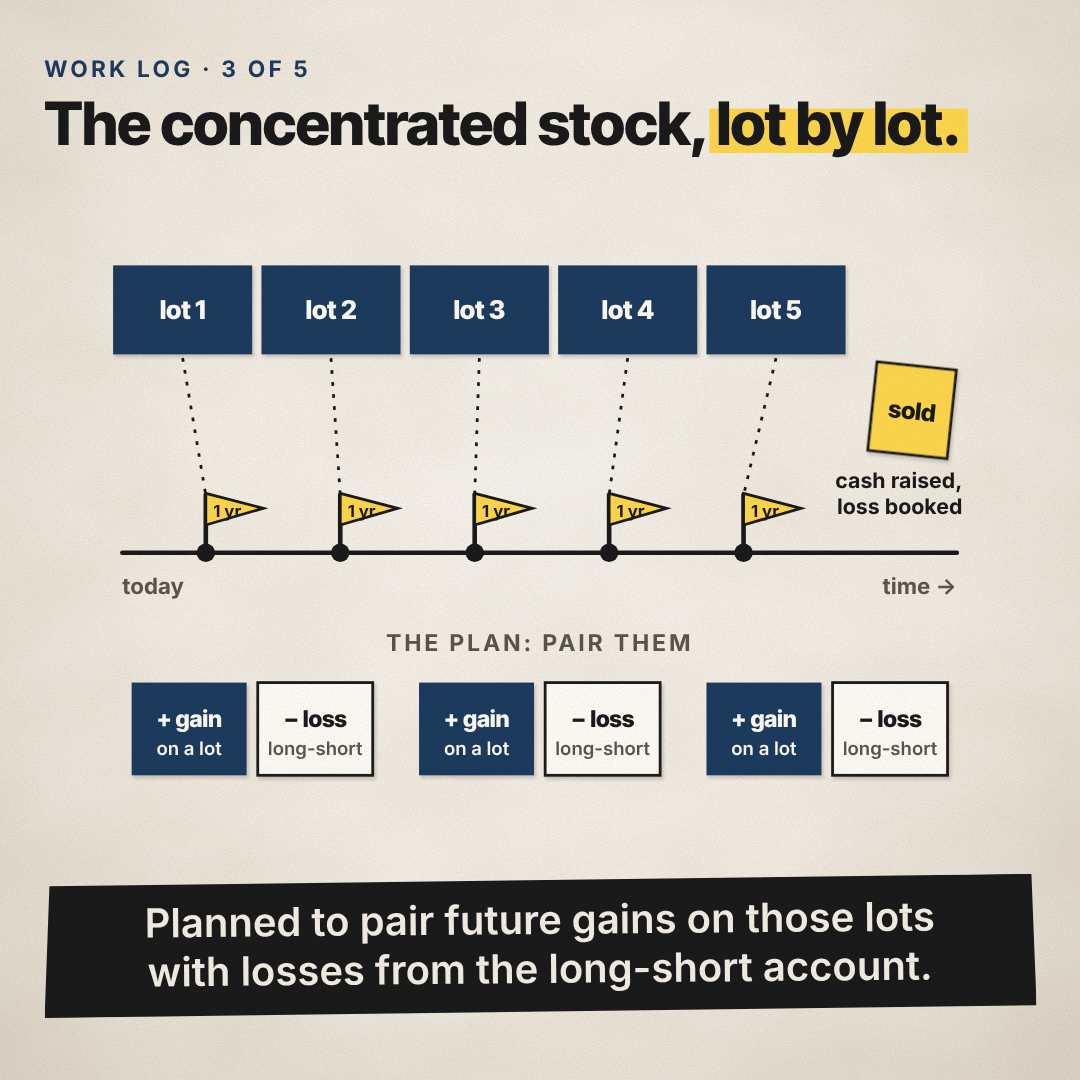 WORK LOG · 3 OF 5
The concentrated stock, lot by lot.
lot 1
lot 2
lot 3
lot 4
lot 5
sold
cash raised,
loss booked
1 yr
1 yr
1 yr
1 yr
1 yr
today
time →
THE PLAN: PAIR THEM
+ gain
on a lot
– loss
long-short
+ gain
on a lot
– loss
long-short
+ gain
on a lot
– loss
long-short
Planned to pair future gains on those lots
with losses from the long-short account.